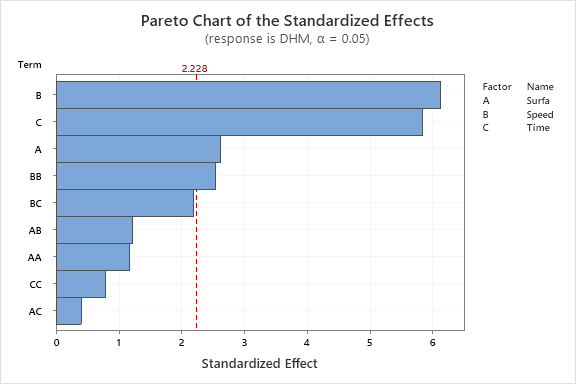 Pareto Chart of the Standardized Effects
(response is DHM, α = 0.05)
Term
2.228
Factor Name
A Surfa
B Speed
C Time
B
C
A
BB
BC
AB
AA
CC
AC
0 1 2 3 4 5 6
Standardized Effect